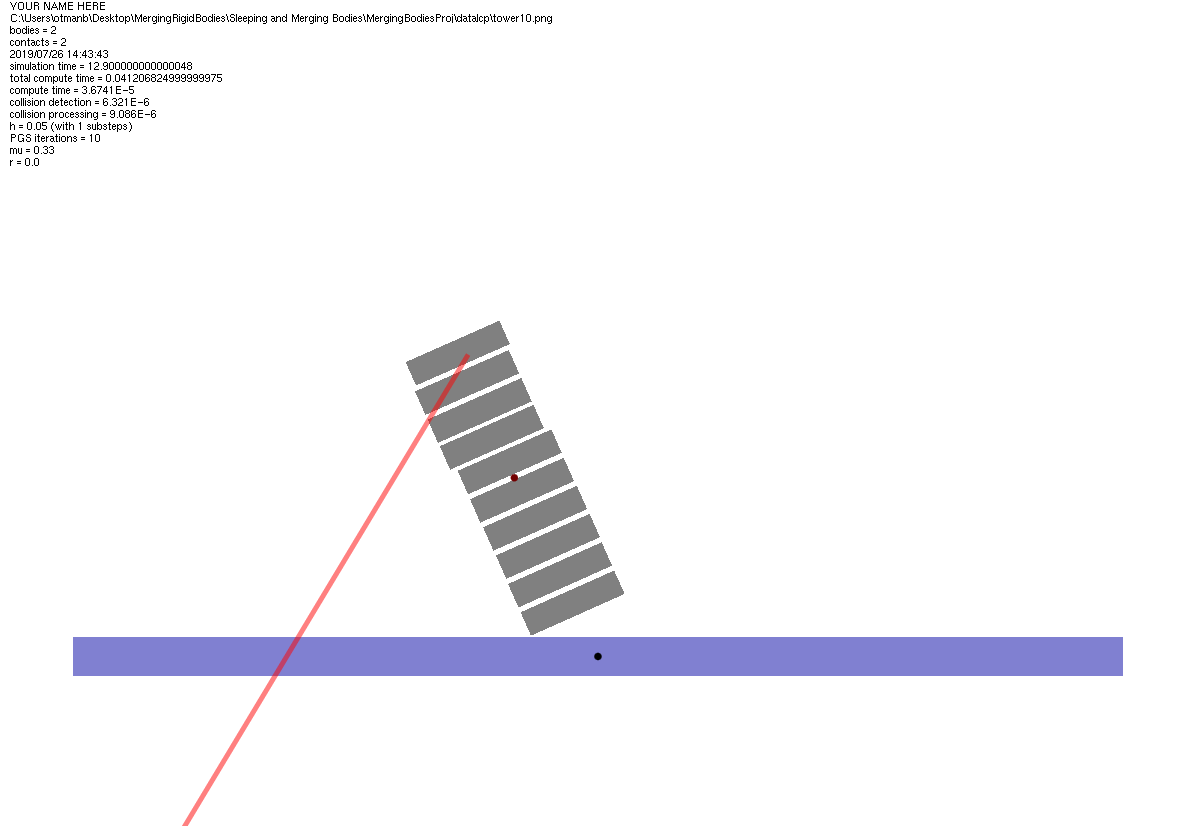 YOUR NAME HERE
C:\Users\otmanb\Desktop\MergingRigidBodies\Sleeping and Merging Bodies\MergingBodiesProj\datalcp\tower10.png
bodies = 2
contacts = 2
2019/07/26 14:43:43
simulation time = 12.900000000000048
total compute time = 0.041206824999999975
compute time = 3.6741E-5
collision detection = 6.321E-6
collision processing = 9.086E-6
h = 0.05 (with 1 substeps)
PGS iterations = 10
mu = 0.33
r = 0.0